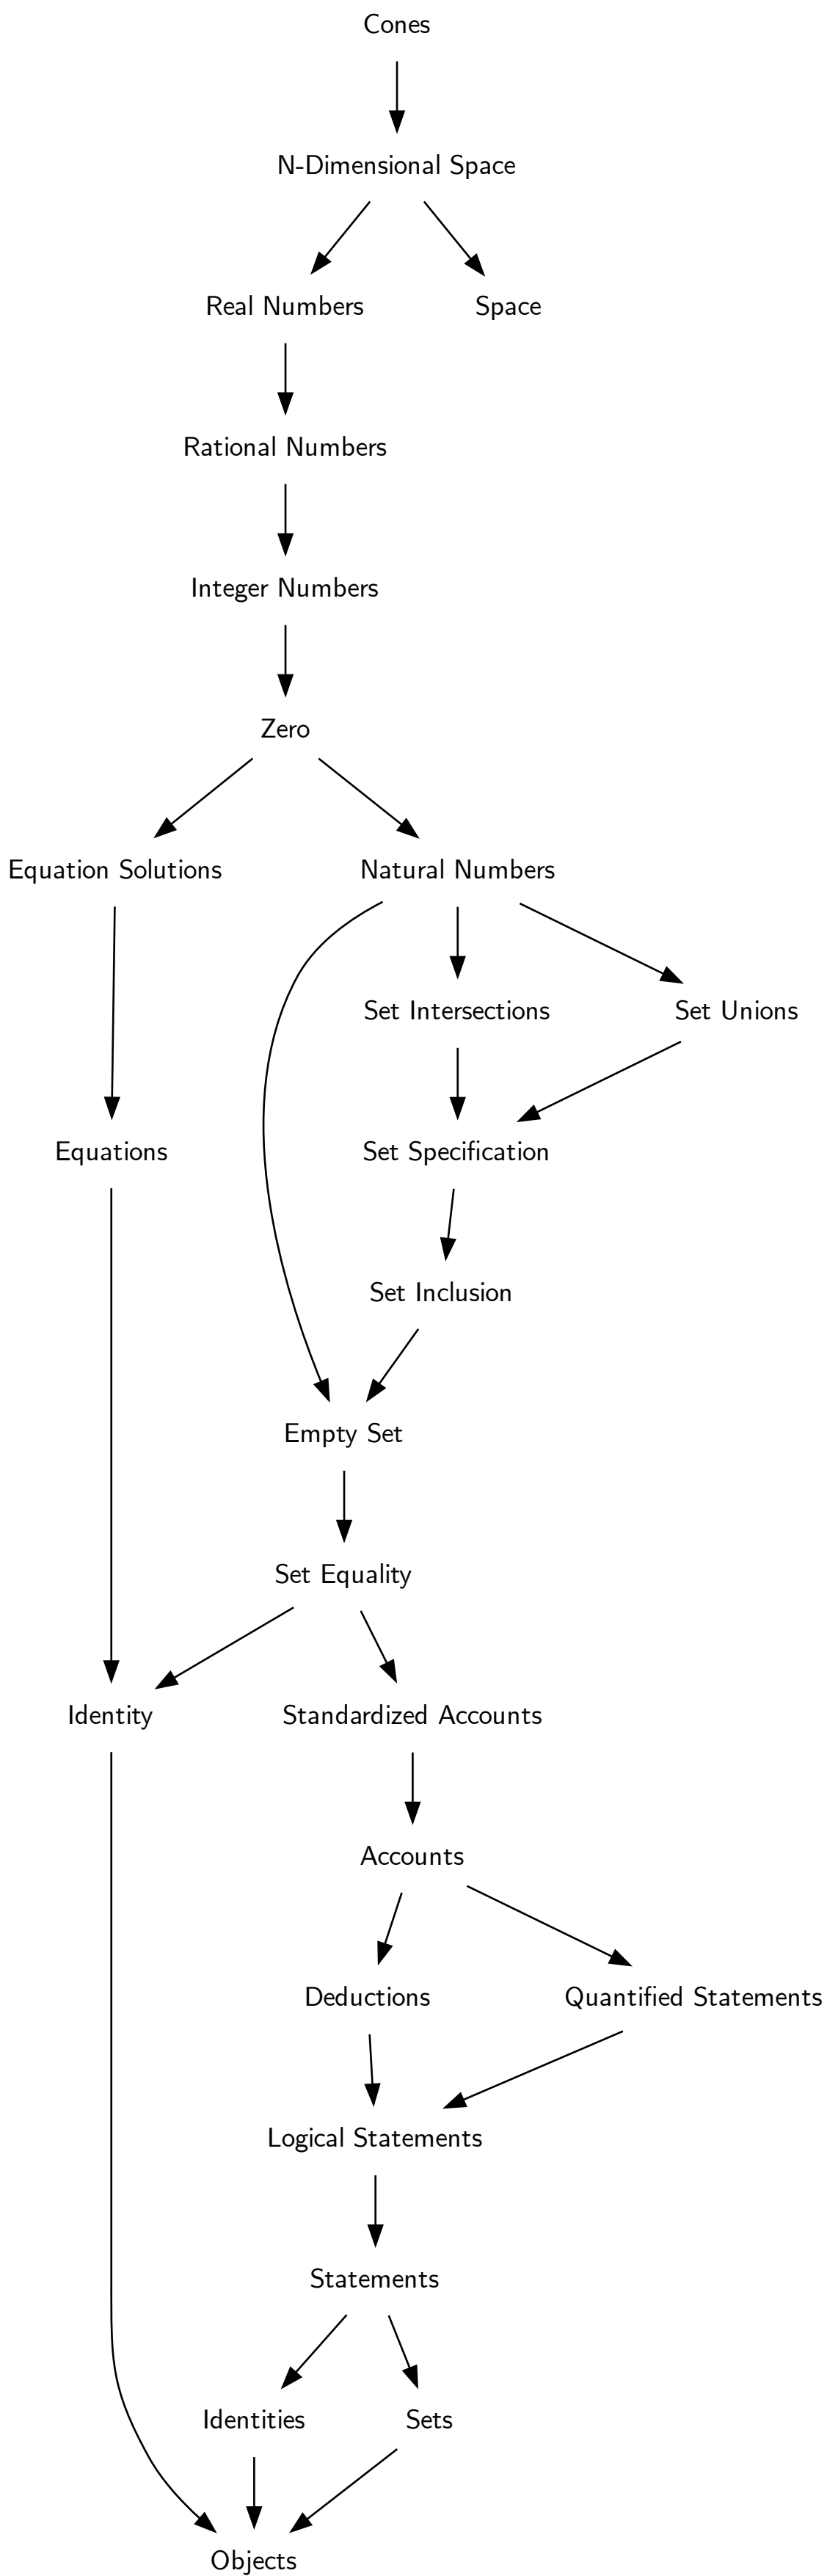 Cones
N-Dimensional Space
Real Numbers
Space
Rational Numbers
Integer Numbers
Zero
Equation Solutions
Natural Numbers
Set Intersections
Set Unions
Equations
Set Specification
Set Inclusion
Empty Set
Set Equality
Identity
Standardized Accounts
Accounts
Deductions
Quantified Statements
Logical Statements
Statements
Identities
Sets
Objects